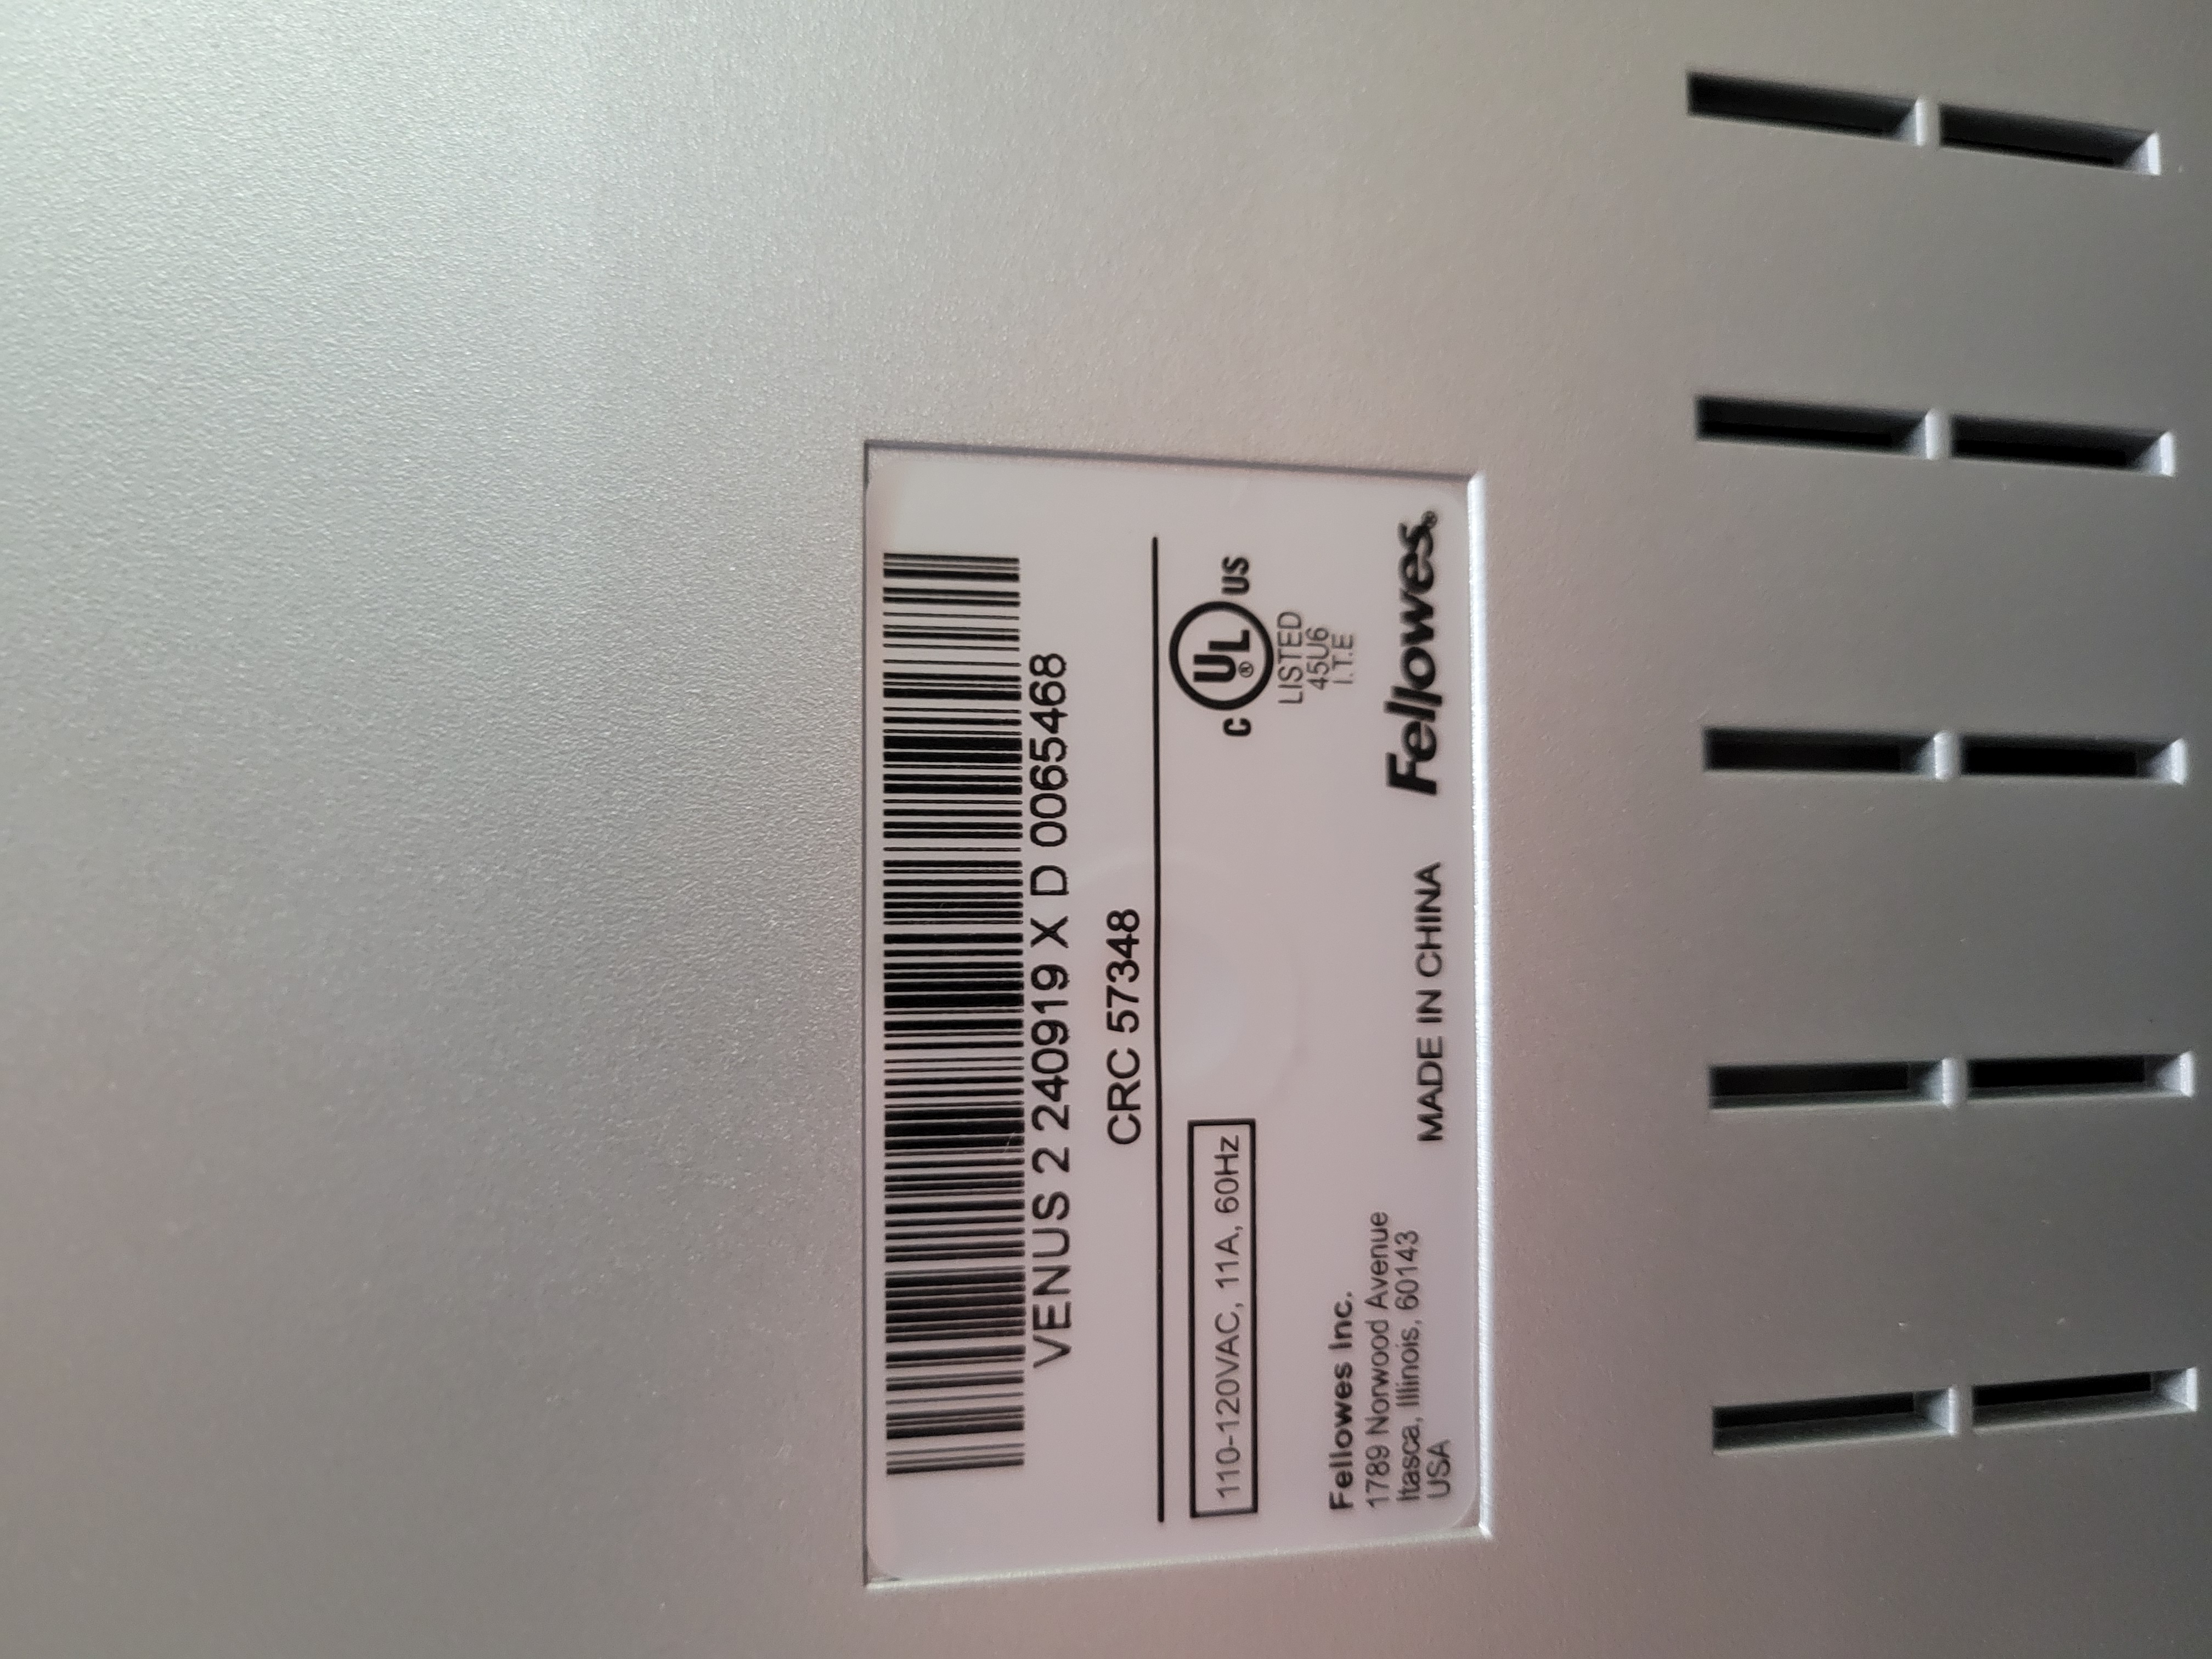 VENUS 2 240919 X D 0065468
CRC 57348
110-120VAC, 11A, 60Hz
C UL® US
LISTED
45U6
I.T.E
Fellowes Inc.
1789 Norwood Avenue
Itasca, Illinois, 60143
USA
MADE IN CHINA
Fellowes®